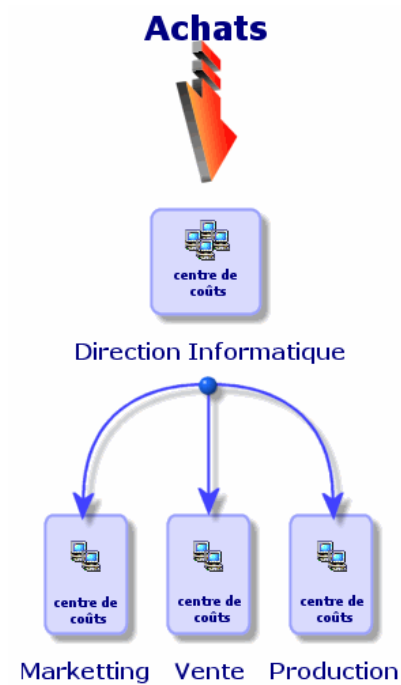 Achats
centre de
coûts
Direction Informatique
centre de
coûts
centre de
coûts
centre de
coûts
Marketting
Vente
Production